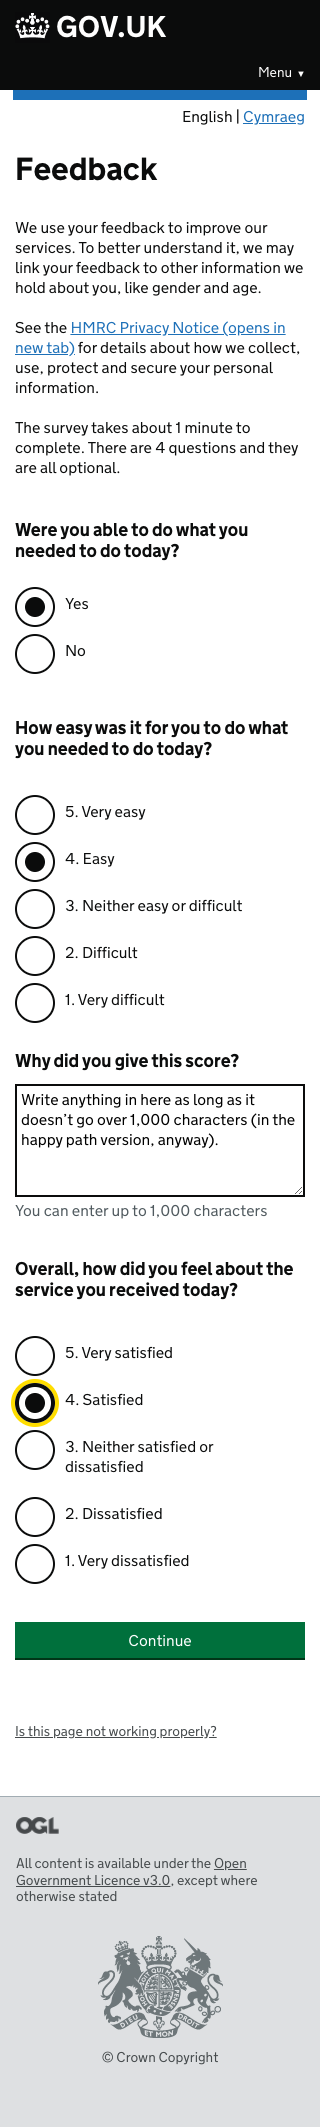 GOV.UK
Menu ▼
English | Cymraeg
Feedback
We use your feedback to improve our
services. To better understand it, we may
link your feedback to other information we
hold about you, like gender and age.
See the HMRC Privacy Notice (opens in
new tab) for details about how we collect,
use, protect and secure your personal
information.
The survey takes about 1 minute to
complete. There are 4 questions and they
are all optional.
Were you able to do what you
needed to do today?
Yes
No
How easy was it for you to do what
you needed to do today?
5. Very easy
4. Easy
3. Neither easy or difficult
2. Difficult
1. Very difficult
Why did you give this score?
Write anything in here as long as it
doesn’t go over 1,000 characters (in the
happy path version, anyway).
You can enter up to 1,000 characters
Overall, how did you feel about the
service you received today?
5. Very satisfied
4. Satisfied
3. Neither satisfied or
dissatisfied
2. Dissatisfied
1. Very dissatisfied
Continue
Is this page not working properly?
OGL
All content is available under the Open
Government Licence v3.0, except where
otherwise stated
DIEU ET MON DROIT
© Crown Copyright